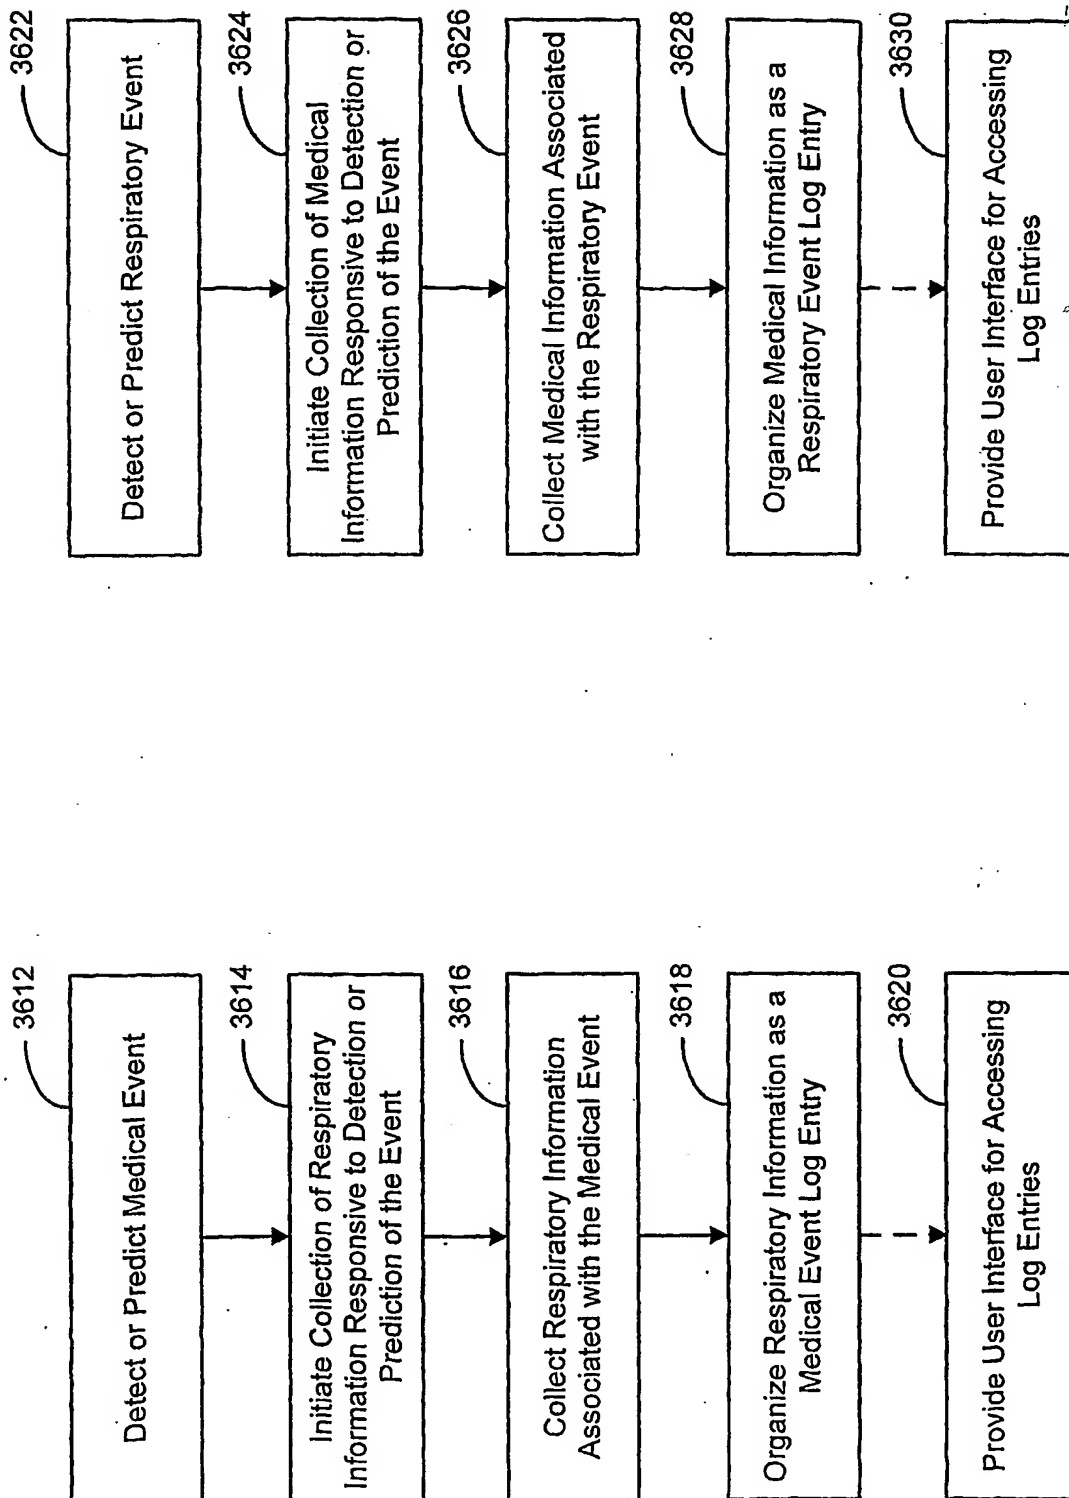 3612
Detect or Predict Medical Event
3614
Initiate Collection of Respiratory
Information Responsive to Detection or
Prediction of the Event
3616
Collect Respiratory Information
Associated with the Medical Event
3618
Organize Respiratory Information as a
Medical Event Log Entry
3620
Provide User Interface for Accessing
Log Entries
3622
Detect or Predict Respiratory Event
3624
Initiate Collection of Medical
Information Responsive to Detection or
Prediction of the Event
3626
Collect Medical Information Associated
with the Respiratory Event
3628
Organize Medical Information as a
Respiratory Event Log Entry
3630
Provide User Interface for Accessing
Log Entries